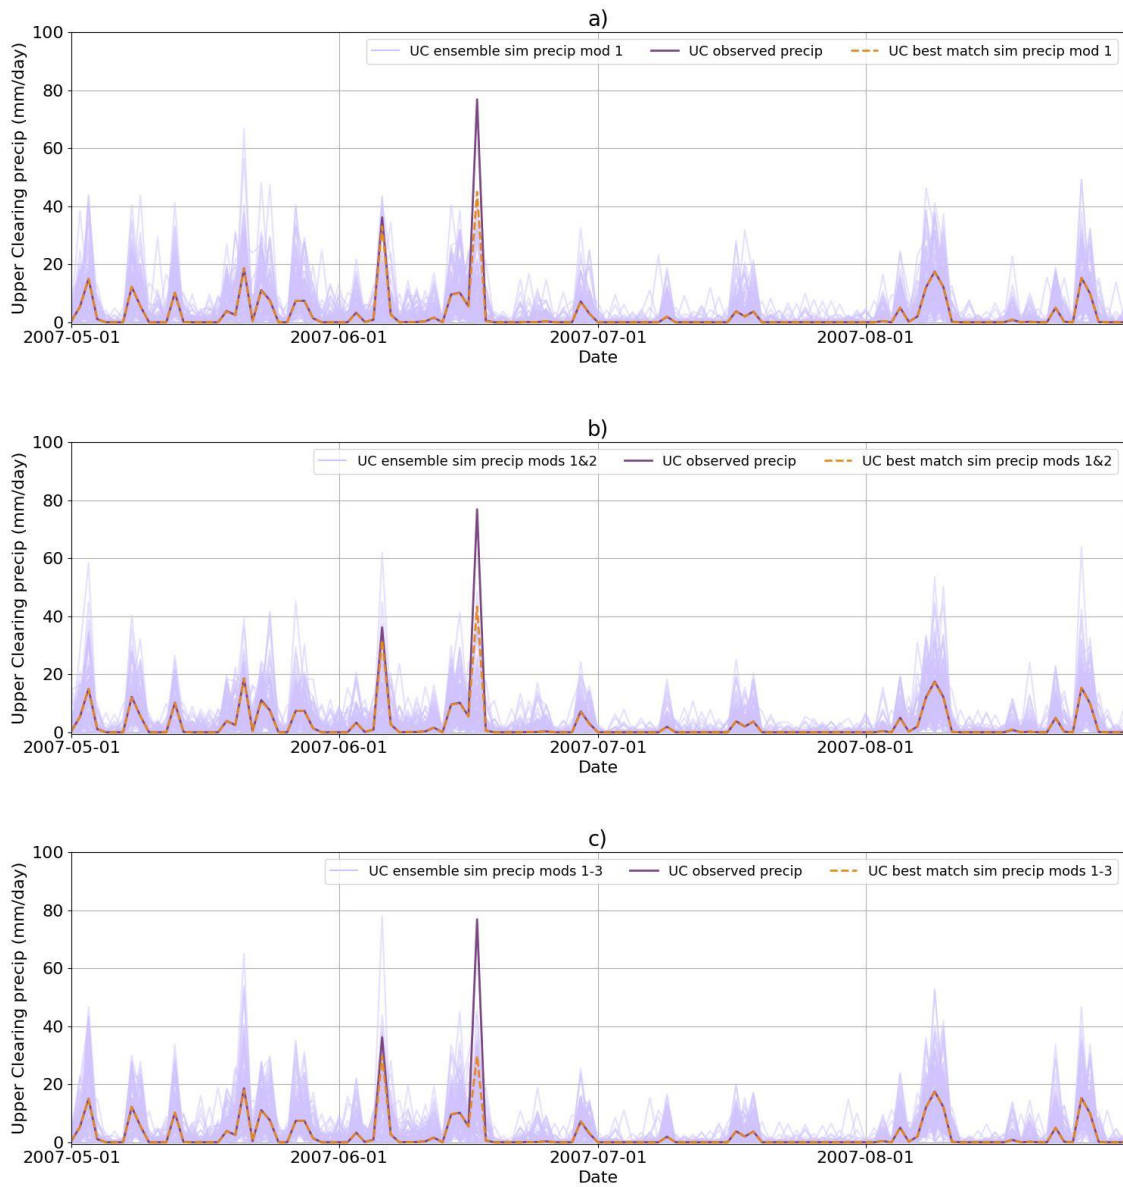 a)
UC ensemble sim precip mod 1 UC observed precip UC best match sim precip mod 1
Upper Clearing precip (mm/day)
100
80
60
40
20
0
2007-05-01 2007-06-01 2007-07-01 2007-08-01
Date
b)
UC ensemble sim precip mods 1&2 UC observed precip UC best match sim precip mods 1&2
Upper Clearing precip (mm/day)
100
80
60
40
20
0
2007-05-01 2007-06-01 2007-07-01 2007-08-01
Date
c)
UC ensemble sim precip mods 1-3 UC observed precip UC best match sim precip mods 1-3
Upper Clearing precip (mm/day)
100
80
60
40
20
0
2007-05-01 2007-06-01 2007-07-01 2007-08-01
Date